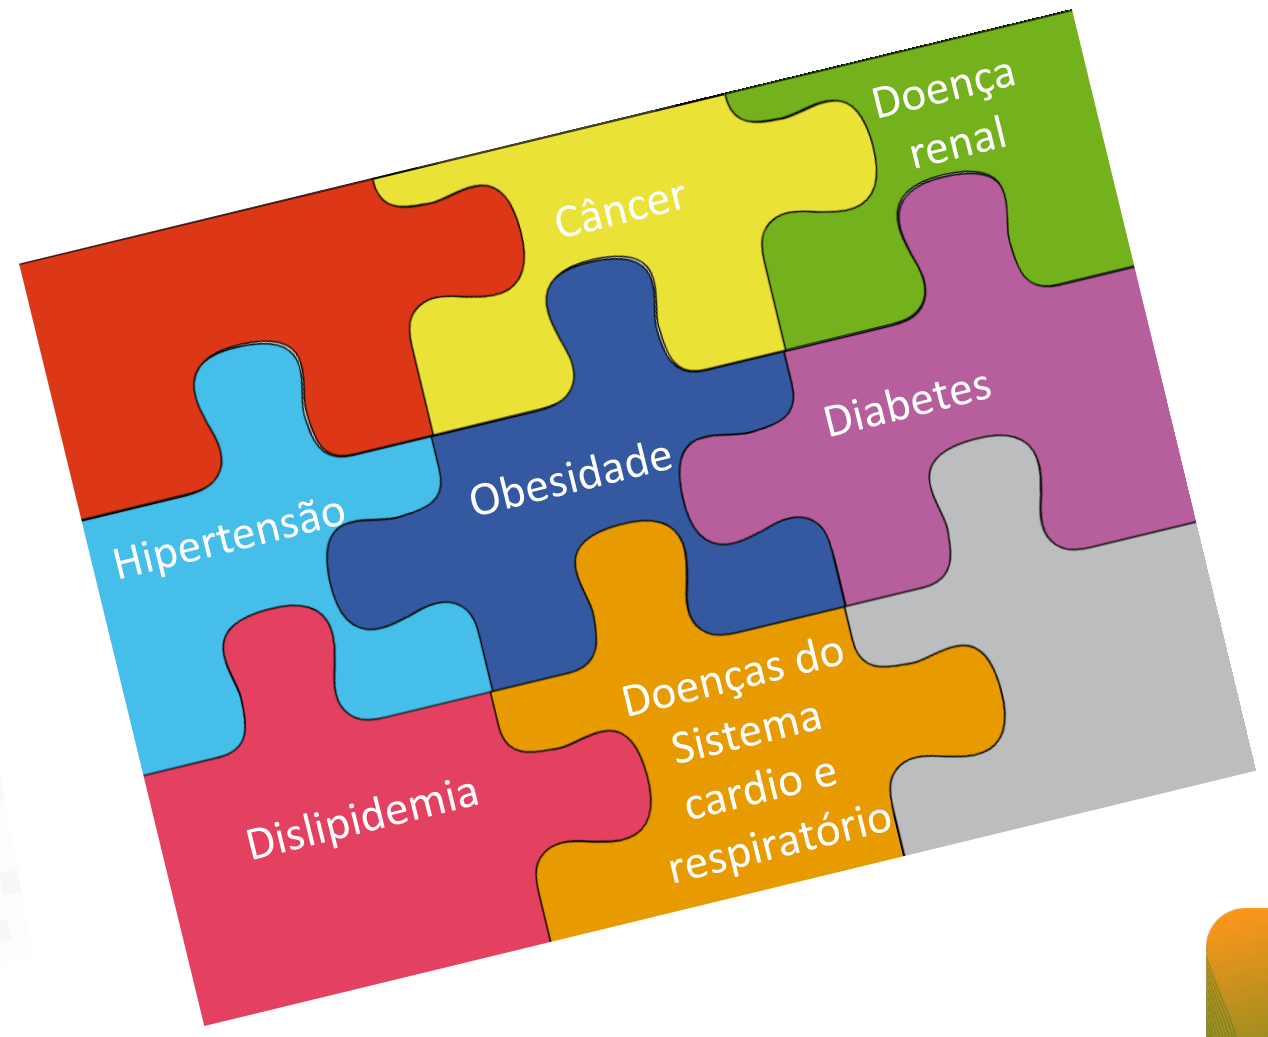 Doença
renal
Câncer
Diabetes
Obesidade
Hipertensão
Doenças do
Sistema
cardio e
respiratório
Dislipidemia